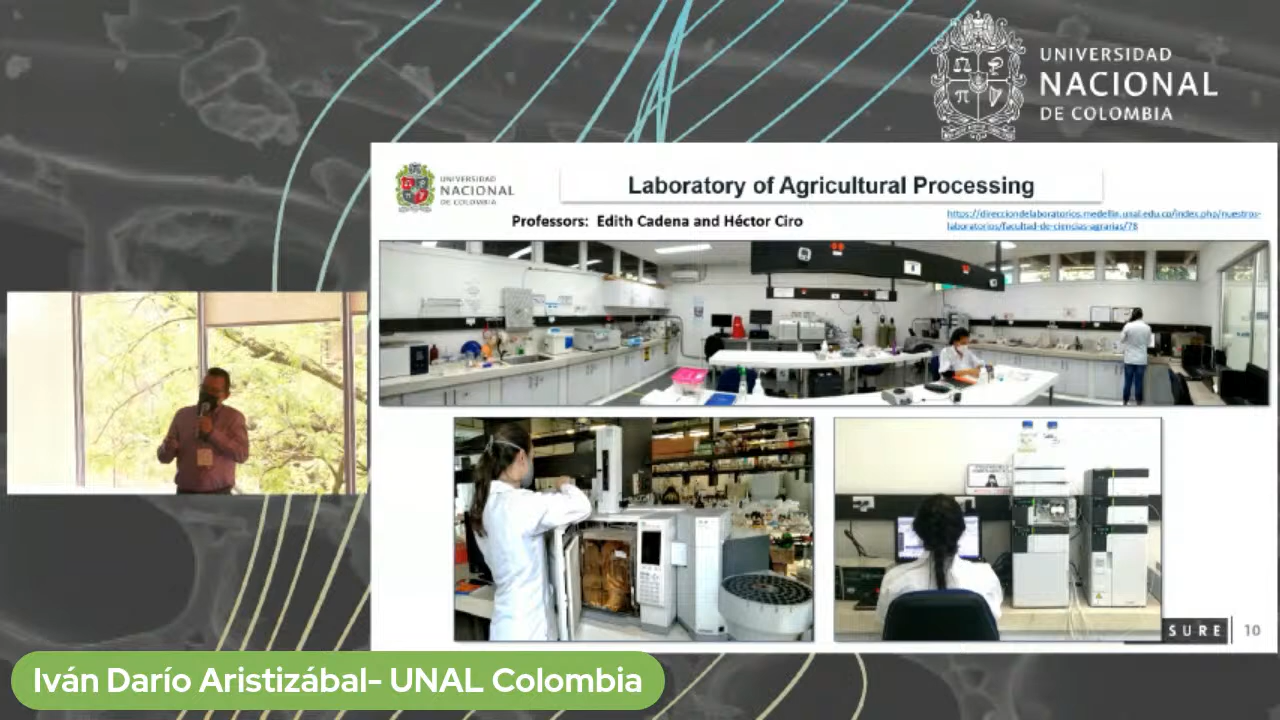 UNIVERSIDAD
NACIONAL
DE COLOMBIA
UNIVERSIDAD
NACIONAL
DE COLOMBIA
Laboratory of Agricultural Processing
Professors: Edith Cadena and Héctor Ciro
https://direcciondelaboratorios.medellin.unal.edu.co/index.php/nuestros-
laboratorios/facultad-de-ciencias-agrarias/78
SURE
10
Iván Darío Aristizábal- UNAL Colombia